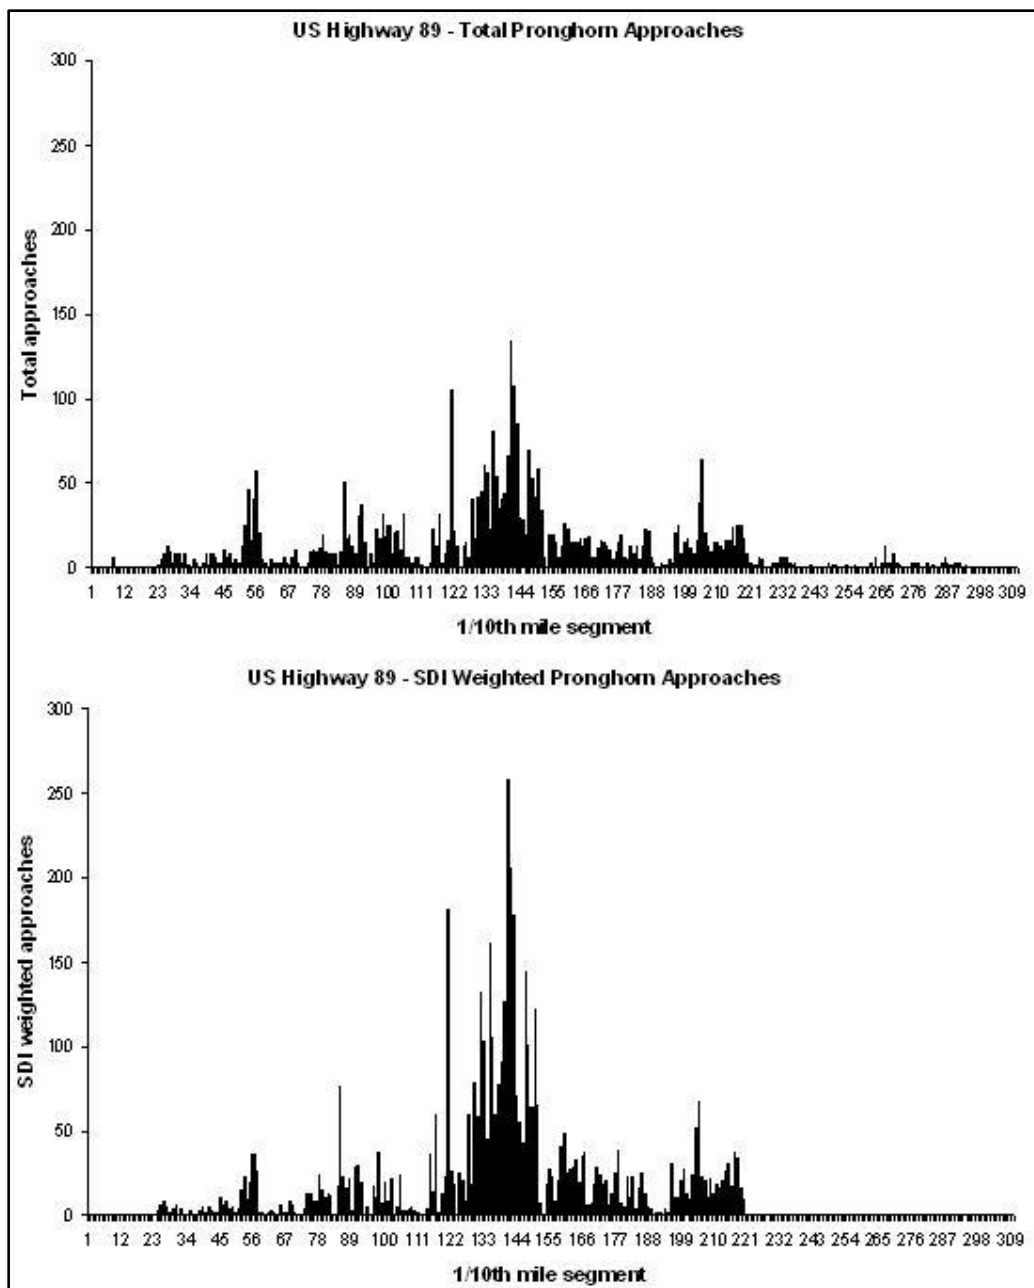 US Highway 89 - Total Pronghorn Approaches
300
250
200
150
100
50
0
Total approaches
1 12 23 34 45 56 67 78 89 100 111 122 133 144 155 166 177 188 199 210 221 232 243 254 265 276 287 298 309
1/10th mile segment
US Highway 89 - SDI Weighted Pronghorn Approaches
300
250
200
150
100
50
0
SDI weighted approaches
1 12 23 34 45 56 67 78 89 100 111 122 133 144 155 166 177 188 199 210 221 232 243 254 265 276 287 298 309
1/10th mile segment